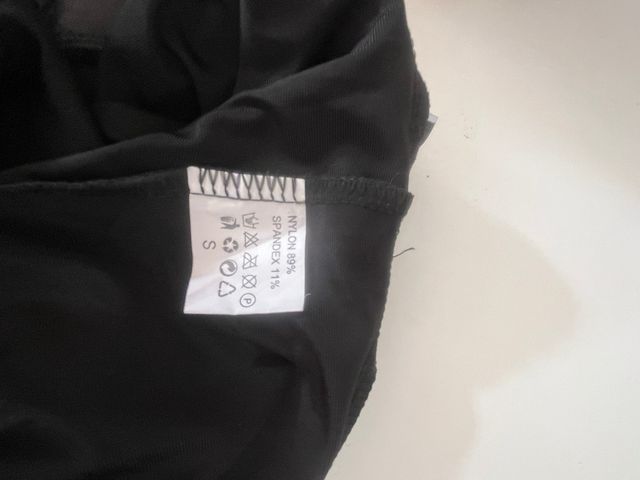 NYLON 89%
SPANDEX 11%
P
S